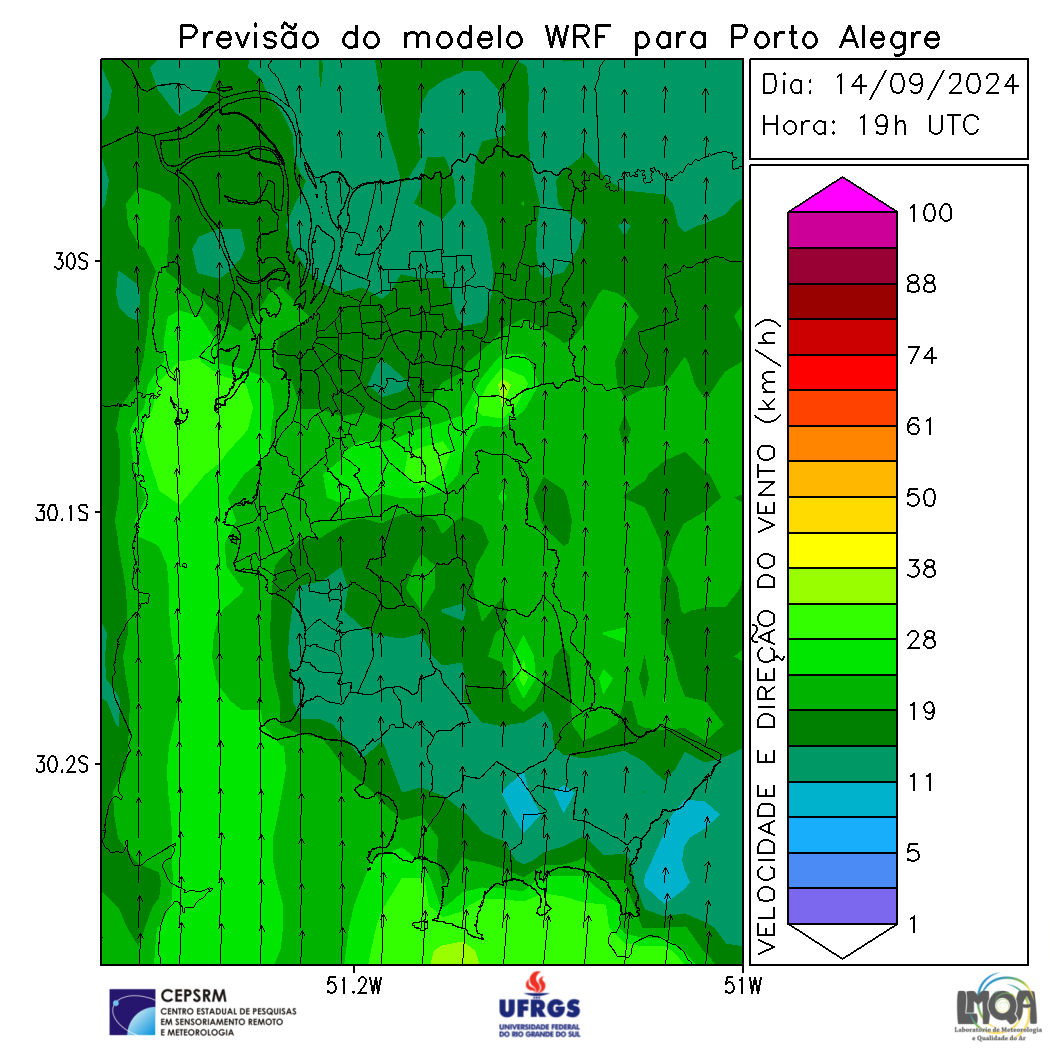 Previsão do modelo WRF para Porto Alegre
Dia: 14/09/2024
Hora: 19h UTC
30S
30.1S
30.2S
51.2W
51W
VELOCIDADE E DIREÇÃO DO VENTO (km/h)
100
88
74
61
50
38
28
19
11
5
1
CEPSRM
CENTRO ESTADUAL DE PESQUISAS
EM SENSORIAMENTO REMOTO
E METEOROLOGIA
UFRGS
UNIVERSIDADE FEDERAL
DO RIO GRANDE DO SUL
LMQA
Laboratório de Meteorologia
e Qualidade do Ar